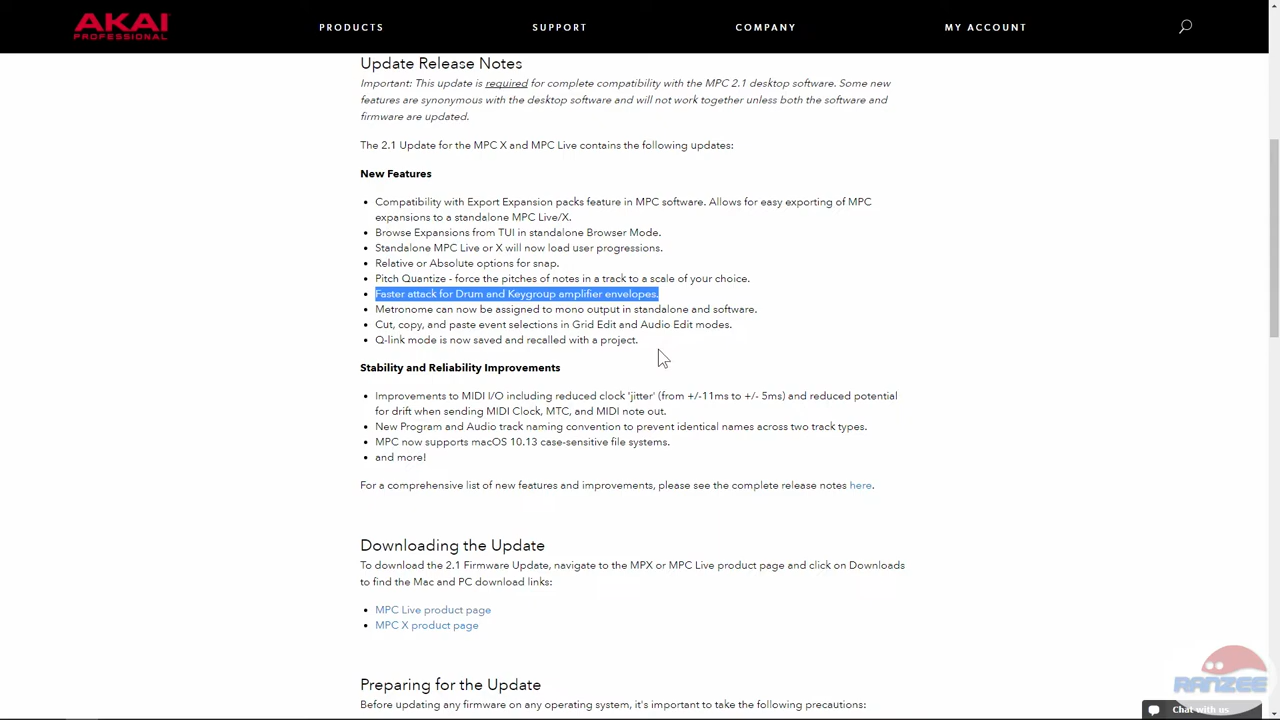 AKAI
PROFESSIONAL
PRODUCTS
SUPPORT
COMPANY
MY ACCOUNT
Update Release Notes
Important: This update is required for complete compatibility with the MPC 2.1 desktop software. Some new
features are synonymous with the desktop software and will not work together unless both the software and
firmware are updated.
The 2.1 Update for the MPC X and MPC Live contains the following updates:
New Features
Compatibility with Export Expansion packs feature in MPC software. Allows for easy exporting of MPC
expansions to a standalone MPC Live/X.
Browse Expansions from TUI in standalone Browser Mode.
Standalone MPC Live or X will now load user progressions.
Relative or Absolute options for snap.
Pitch Quantize - force the pitches of notes in a track to a scale of your choice.
Faster attack for Drum and Keygroup amplifier envelopes.
Metronome can now be assigned to mono output in standalone and software.
Cut, copy, and paste event selections in Grid Edit and Audio Edit modes.
Q-link mode is now saved and recalled with a project.
Stability and Reliability Improvements
Improvements to MIDI I/O including reduced clock 'jitter' (from +/-11ms to +/- 5ms) and reduced potential
for drift when sending MIDI Clock, MTC, and MIDI note out.
New Program and Audio track naming convention to prevent identical names across two track types.
MPC now supports macOS 10.13 case-sensitive file systems.
and more!
For a comprehensive list of new features and improvements, please see the complete release notes here.
Downloading the Update
To download the 2.1 Firmware Update, navigate to the MPX or MPC Live product page and click on Downloads
to find the Mac and PC download links:
MPC Live product page
MPC X product page
Preparing for the Update
Before updating any firmware on any operating system, it's important to take the following precautions:
RANZEE
Chat with us